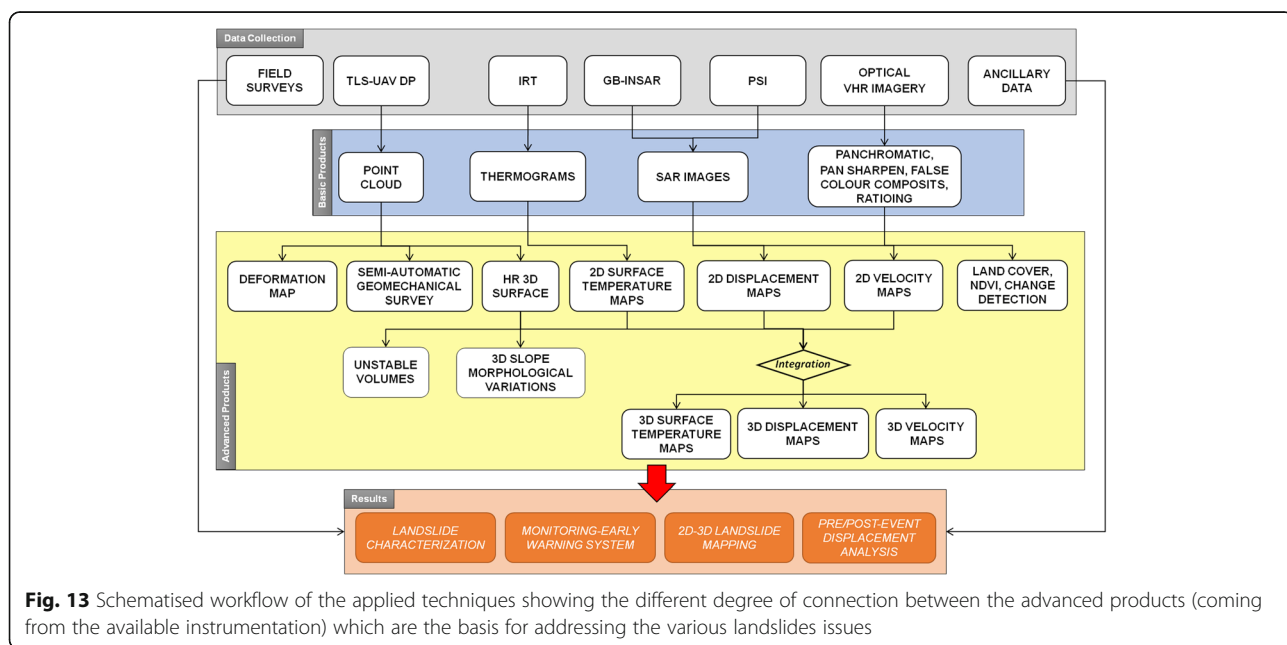 Data Collection
FIELD
SURVEYS
TLS-UAV DP
IRT
GB-INSAR
PSI
OPTICAL
VHR IMAGERY
ANCILLARY
DATA
Basic Products
POINT
CLOUD
THERMOGRAMS
SAR IMAGES
PANCHROMATIC,
PAN SHARPEN, FALSE
COLOUR COMPOSITS,
RATIOING
Advanced Products
DEFORMATION
MAP
SEMI-AUTOMATIC
GEOMECHANICAL
SURVEY
HR 3D
SURFACE
2D SURFACE
TEMPERATURE
MAPS
2D DISPLACEMENT
MAPS
2D VELOCITY
MAPS
LAND COVER,
NDVI, CHANGE
DETECTION
UNSTABLE
VOLUMES
3D SLOPE
MORPHOLOGICAL
VARIATIONS
Integration
3D SURFACE
TEMPERATURE
MAPS
3D DISPLACEMENT
MAPS
3D VELOCITY
MAPS
Results
LANDSLIDE
CHARACTERIZATION
MONITORING-EARLY
WARNING SYSTEM
2D-3D LANDSLIDE
MAPPING
PRE/POST-EVENT
DISPLACEMENT
ANALYSIS
Fig. 13 Schematised workflow of the applied techniques showing the different degree of connection between the advanced products (coming
from the available instrumentation) which are the basis for addressing the various landslides issues